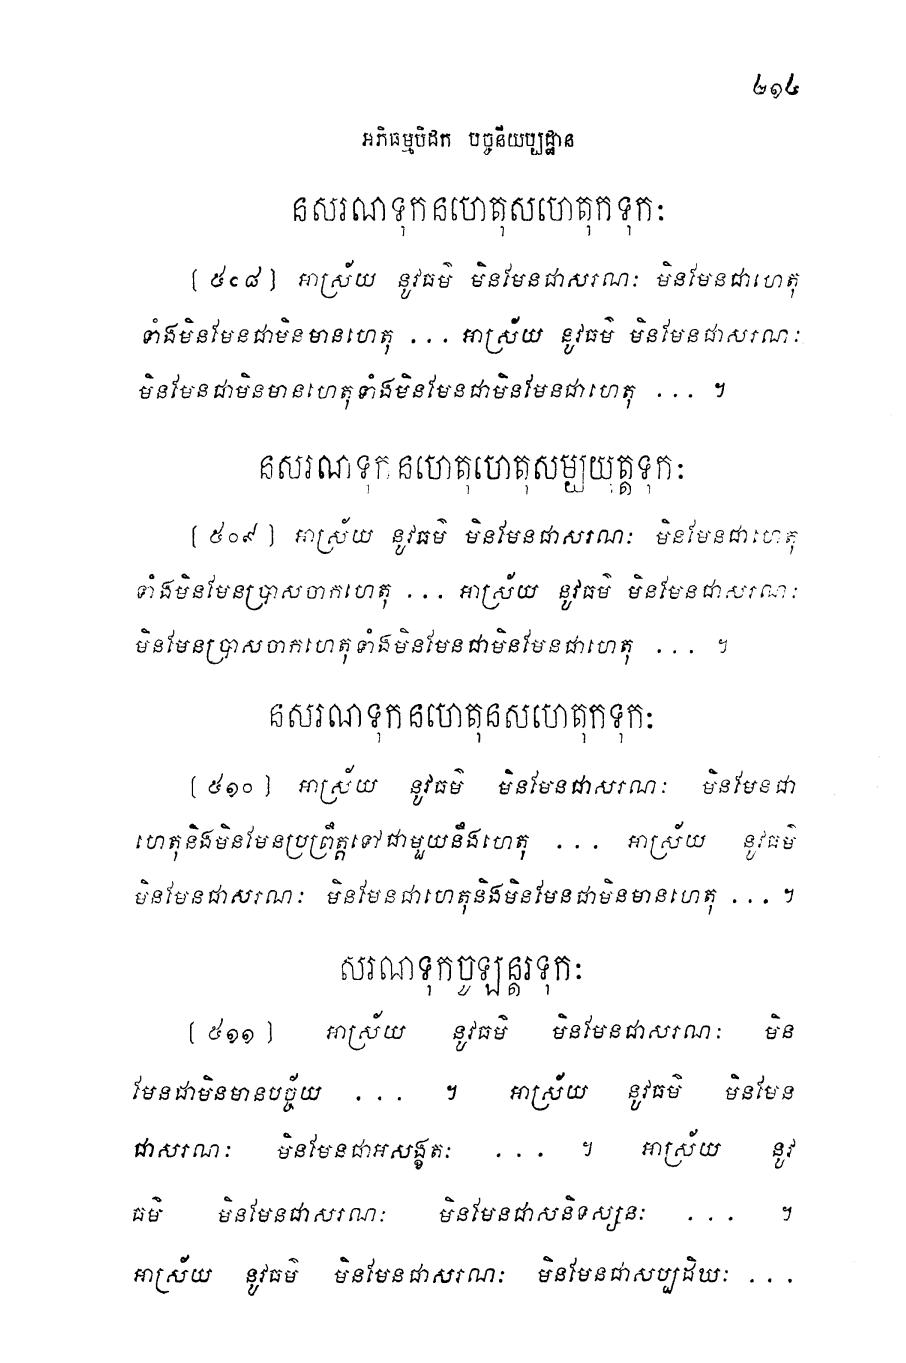 ២១៤
អភិធម្មបិដក បច្ចនីយប្បដ្ឋាន
នសរណទុកនហេតុសហេតុកទុកៈ
[ ៥០៨ ] អាស្រ័យ នូវធម៌ មិនមែនជាសរណៈ មិនមែនជាហេតុ
ទាំងមិនមែនជាមិនមានហេតុ ... អាស្រ័យ នូវធម៌ មិនមែនជាសរណៈ
មិនមែនជាមិនមានហេតុទាំងមិនមែនជាមិនមែនជាហេតុ ... ។
នសរណទុកនហេតុហេតុសម្បយុត្តទុកៈ
[ ៥០៩ ] អាស្រ័យ នូវធម៌ មិនមែនជាសរណៈ មិនមែនជាហេតុ
ទាំងមិនមែនប្រាសចាកហេតុ ... អាស្រ័យ នូវធម៌ មិនមែនជាសរណៈ
មិនមែនប្រាសចាកហេតុទាំងមិនមែនជាមិនមែនជាហេតុ ... ។
នសរណទុកនហេតុនសហេតុកទុកៈ
[ ៥១០ ] អាស្រ័យ នូវធម៌ មិនមែនជាសរណៈ មិនមែនជា
ហេតុនិងមិនមែនប្រព្រឹត្តទៅជាមួយនឹងហេតុ ... អាស្រ័យ នូវធម៌
មិនមែនជាសរណៈ មិនមែនជាហេតុនិងមិនមែនជាមិនមានហេតុ ... ។
សរណទុកចូឡន្តរទុកៈ
[ ៥១១ ] អាស្រ័យ នូវធម៌ មិនមែនជាសរណៈ មិន
មែនជាមិនមានបច្ច័យ ... ។ អាស្រ័យ នូវធម៌ មិនមែន
ជាសរណៈ មិនមែនជាអសង្ខតៈ ... ។ អាស្រ័យ នូវ
ធម៌ មិនមែនជាសរណៈ មិនមែនជាសនិទស្សនៈ ... ។
អាស្រ័យ នូវធម៌ មិនមែនជាសរណៈ មិនមែនជាសប្បដិឃៈ ...